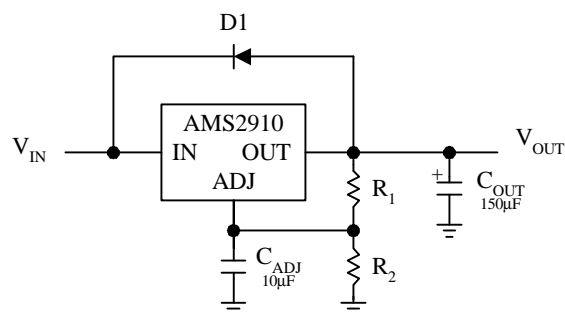 D1
AMS2910
V_IN
IN OUT
V_OUT
ADJ
+
R_1
C_OUT
150µF
C_ADJ
10µF
R_2